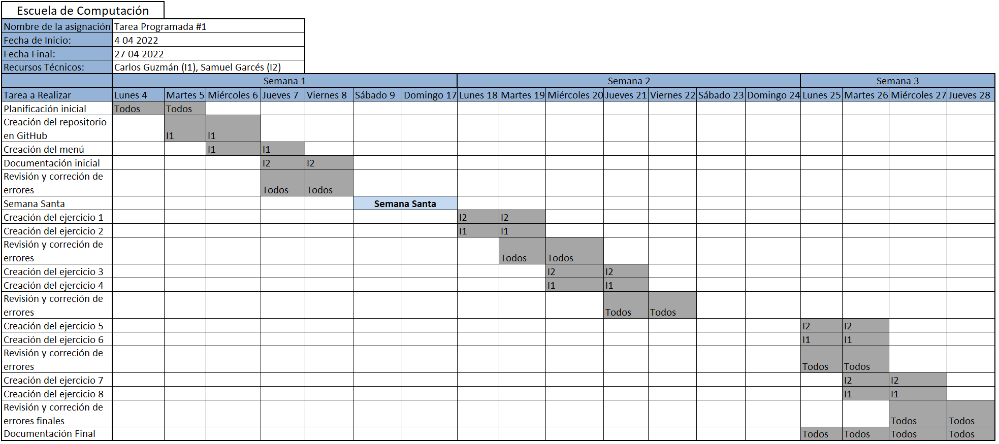 Escuela de Computación
Nombre de la asignación Tarea Programada #1
Fecha de Inicio: 4 04 2022
Fecha Final: 27 04 2022
Recursos Técnicos: Carlos Guzmán (I1), Samuel Garcés (I2)
Semana 1 Semana 2 Semana 3
Tarea a Realizar Lunes 4 Martes 5 Miércoles 6 Jueves 7 Viernes 8 Sábado 9 Domingo 17 Lunes 18 Martes 19 Miércoles 20 Jueves 21 Viernes 22 Sábado 23 Domingo 24 Lunes 25 Martes 26 Miércoles 27 Jueves 28
Planificación inicial Todos Todos
Creación del repositorio
en GitHub I1 I1
Creación del menú I1 I1
Documentación inicial I2 I2
Revisión y correción de
errores Todos Todos
Semana Santa Semana Santa
Creación del ejercicio 1 I2 I2
Creación del ejercicio 2 I1 I1
Revisión y correción de
errores Todos Todos
Creación del ejercicio 3 I2 I2
Creación del ejercicio 4 I1 I1
Revisión y correción de
errores Todos Todos
Creación del ejercicio 5 I2 I2
Creación del ejercicio 6 I1 I1
Revisión y correción de
errores Todos Todos
Creación del ejercicio 7 I2 I2
Creación del ejercicio 8 I1 I1
Revisión y correción de
errores finales Todos Todos
Documentación Final Todos Todos Todos Todos